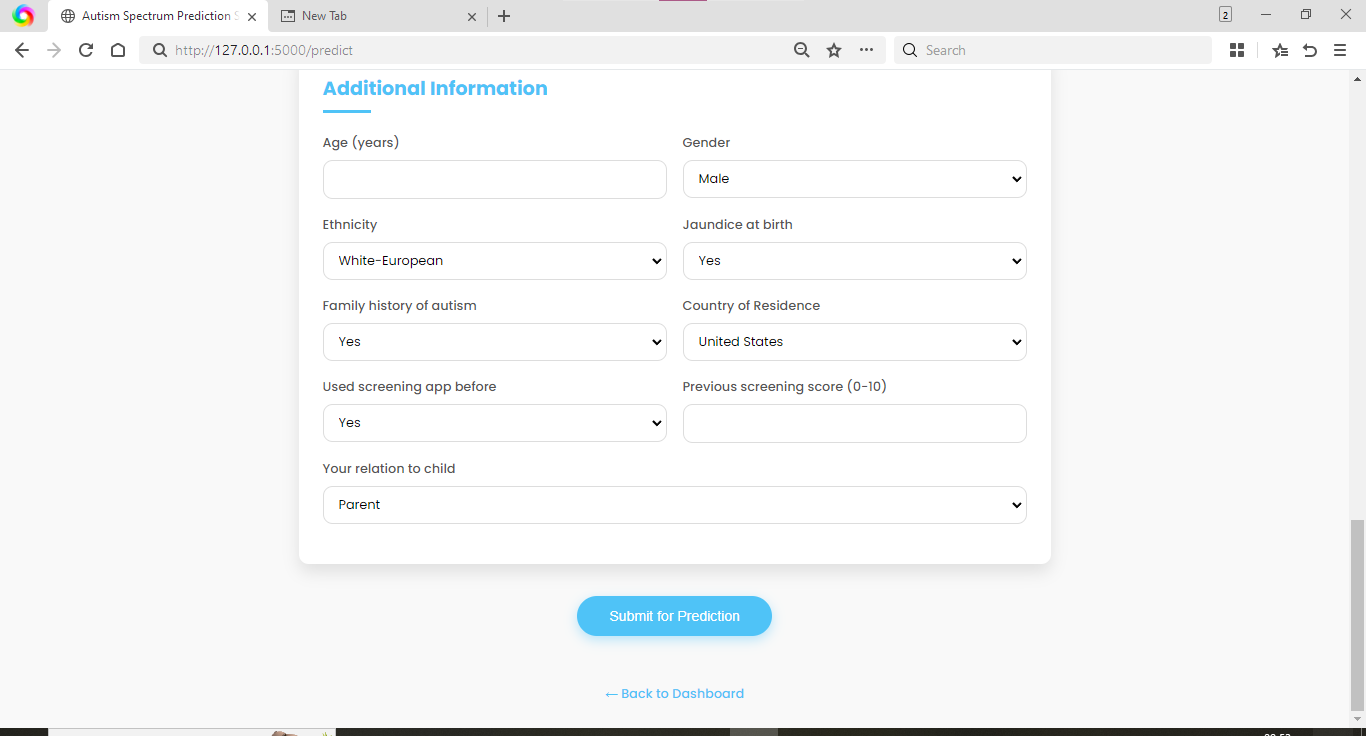 Autism Spectrum Prediction S
New Tab
2
http://127.0.0.1:5000/predict
Search
Additional Information
Age (years)
Gender
Male
Ethnicity
Jaundice at birth
White-European
Yes
Family history of autism
Country of Residence
Yes
United States
Used screening app before
Previous screening score (0-10)
Yes
Your relation to child
Parent
Submit for Prediction
← Back to Dashboard